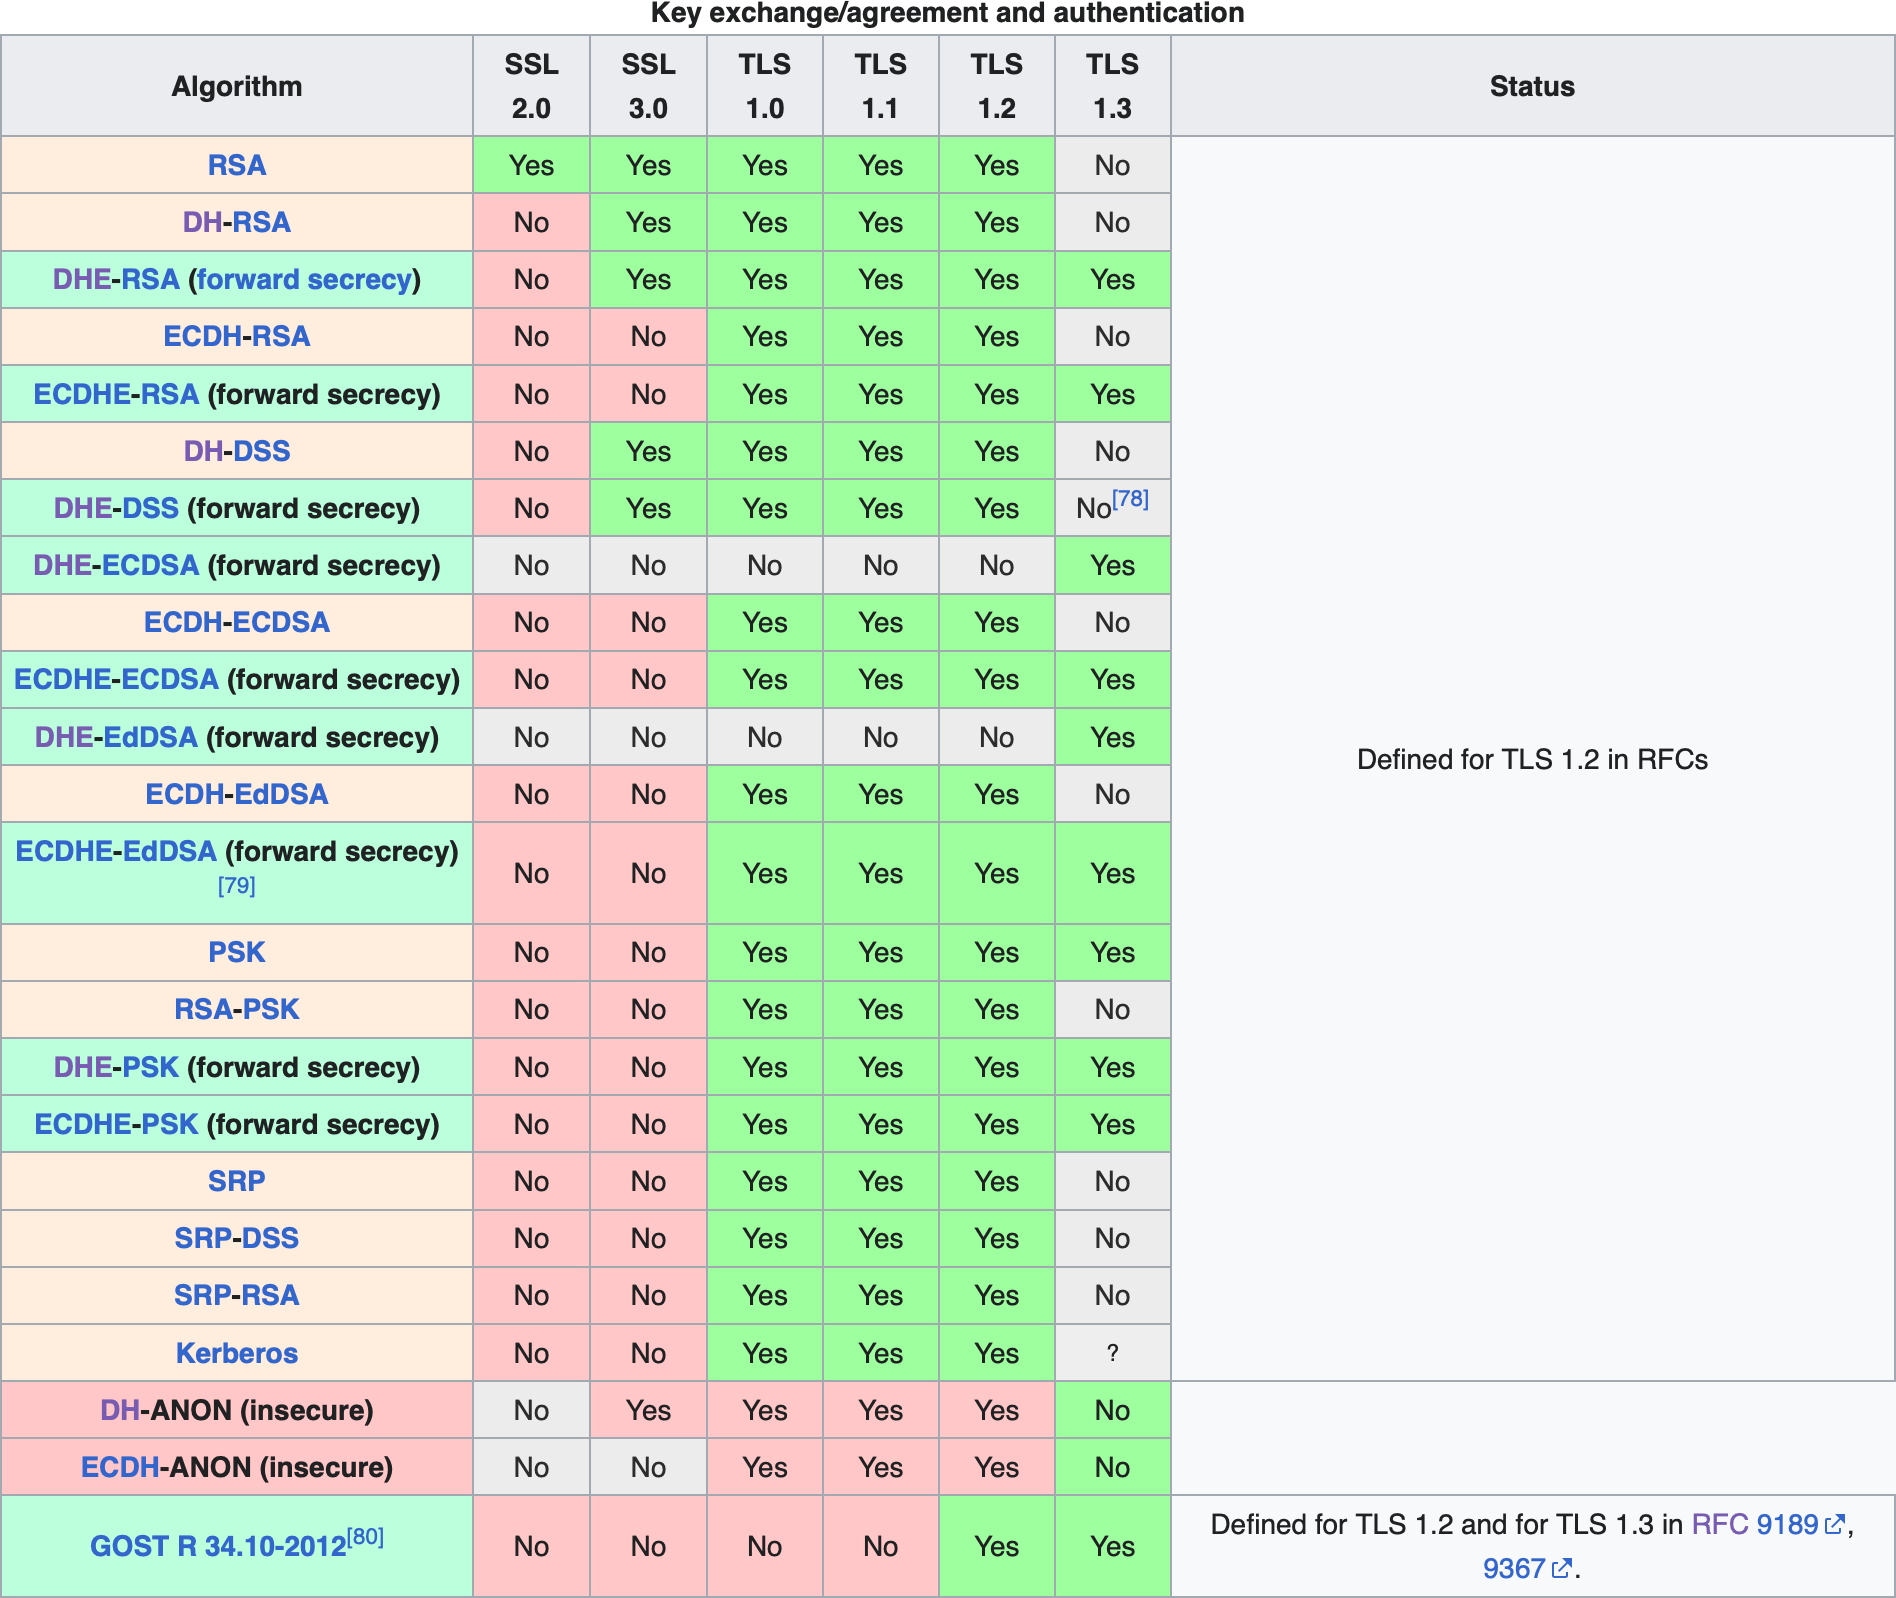 Key exchange/agreement and authentication
Algorithm SSL 2.0 SSL 3.0 TLS 1.0 TLS 1.1 TLS 1.2 TLS 1.3 Status
RSA Yes Yes Yes Yes Yes No
DH-RSA No Yes Yes Yes Yes No
DHE-RSA (forward secrecy) No Yes Yes Yes Yes Yes
ECDH-RSA No No Yes Yes Yes No
ECDHE-RSA (forward secrecy) No No Yes Yes Yes Yes
DH-DSS No Yes Yes Yes Yes No
DHE-DSS (forward secrecy) No Yes Yes Yes Yes No[78]
DHE-ECDSA (forward secrecy) No No No No No Yes
ECDH-ECDSA No No Yes Yes Yes No
ECDHE-ECDSA (forward secrecy) No No Yes Yes Yes Yes
DHE-EdDSA (forward secrecy) No No No No No Yes
Defined for TLS 1.2 in RFCs
ECDH-EdDSA No No Yes Yes Yes No
ECDHE-EdDSA (forward secrecy)
[79] No No Yes Yes Yes Yes
PSK No No Yes Yes Yes Yes
RSA-PSK No No Yes Yes Yes No
DHE-PSK (forward secrecy) No No Yes Yes Yes Yes
ECDHE-PSK (forward secrecy) No No Yes Yes Yes Yes
SRP No No Yes Yes Yes No
SRP-DSS No No Yes Yes Yes No
SRP-RSA No No Yes Yes Yes No
Kerberos No No Yes Yes Yes ?
DH-ANON (insecure) No Yes Yes Yes Yes No
ECDH-ANON (insecure) No No Yes Yes Yes No
GOST R 34.10-2012[80] No No No No Yes Yes Defined for TLS 1.2 and for TLS 1.3 in RFC 9189,
9367.